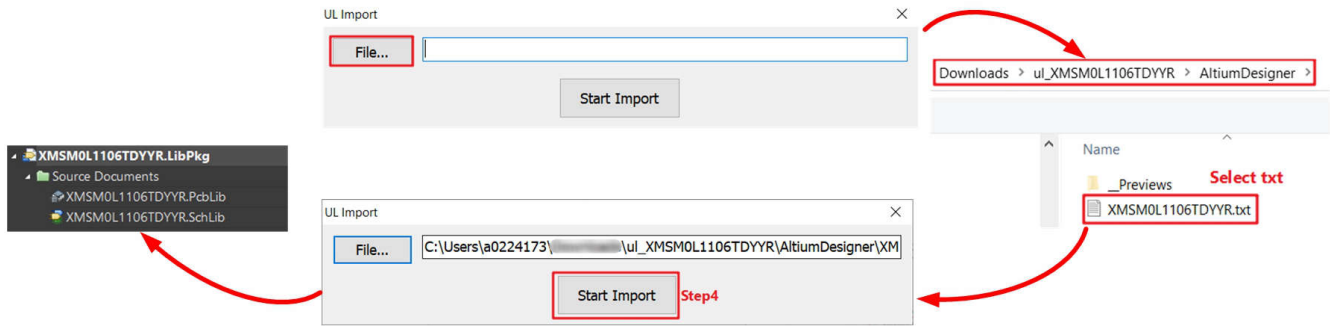 UL Import
File...
Start Import
Downloads > ul_XMSM0L1106TDYYR > AltiumDesigner >
Name
__Previews
Select txt
XMSM0L1106TDYYR.txt
UL Import
File...
C:\Users\a0224173\ \ul_XMSM0L1106TDYYR\AltiumDesigner\XM
Start Import
Step4
XMSM0L1106TDYYR.LibPkg
Source Documents
XMSM0L1106TDYYR.PcbLib
XMSM0L1106TDYYR.SchLib